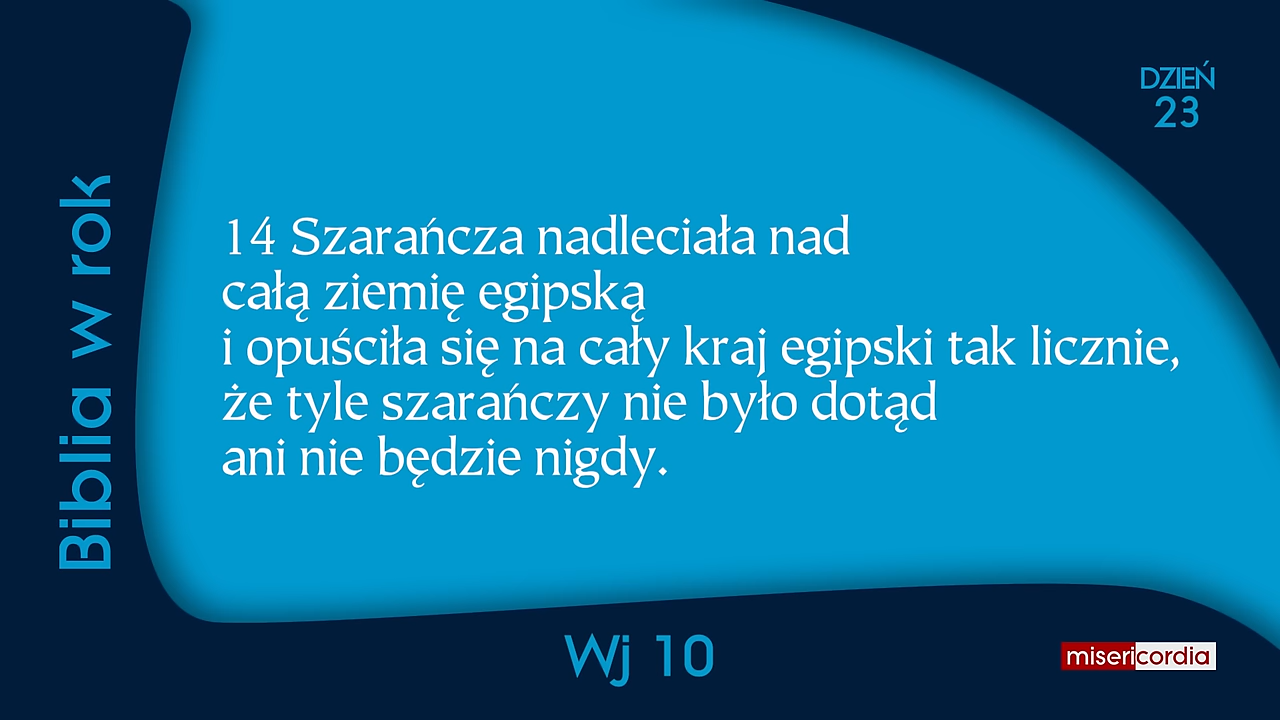 DZIEŃ
23
Biblia w rok
14 Szarańcza nadleciała nad
całą ziemię egipską
i opuściła się na cały kraj egipski tak licznie,
że tyle szarańczy nie było dotąd
ani nie będzie nigdy.
Wj 10
misericordia